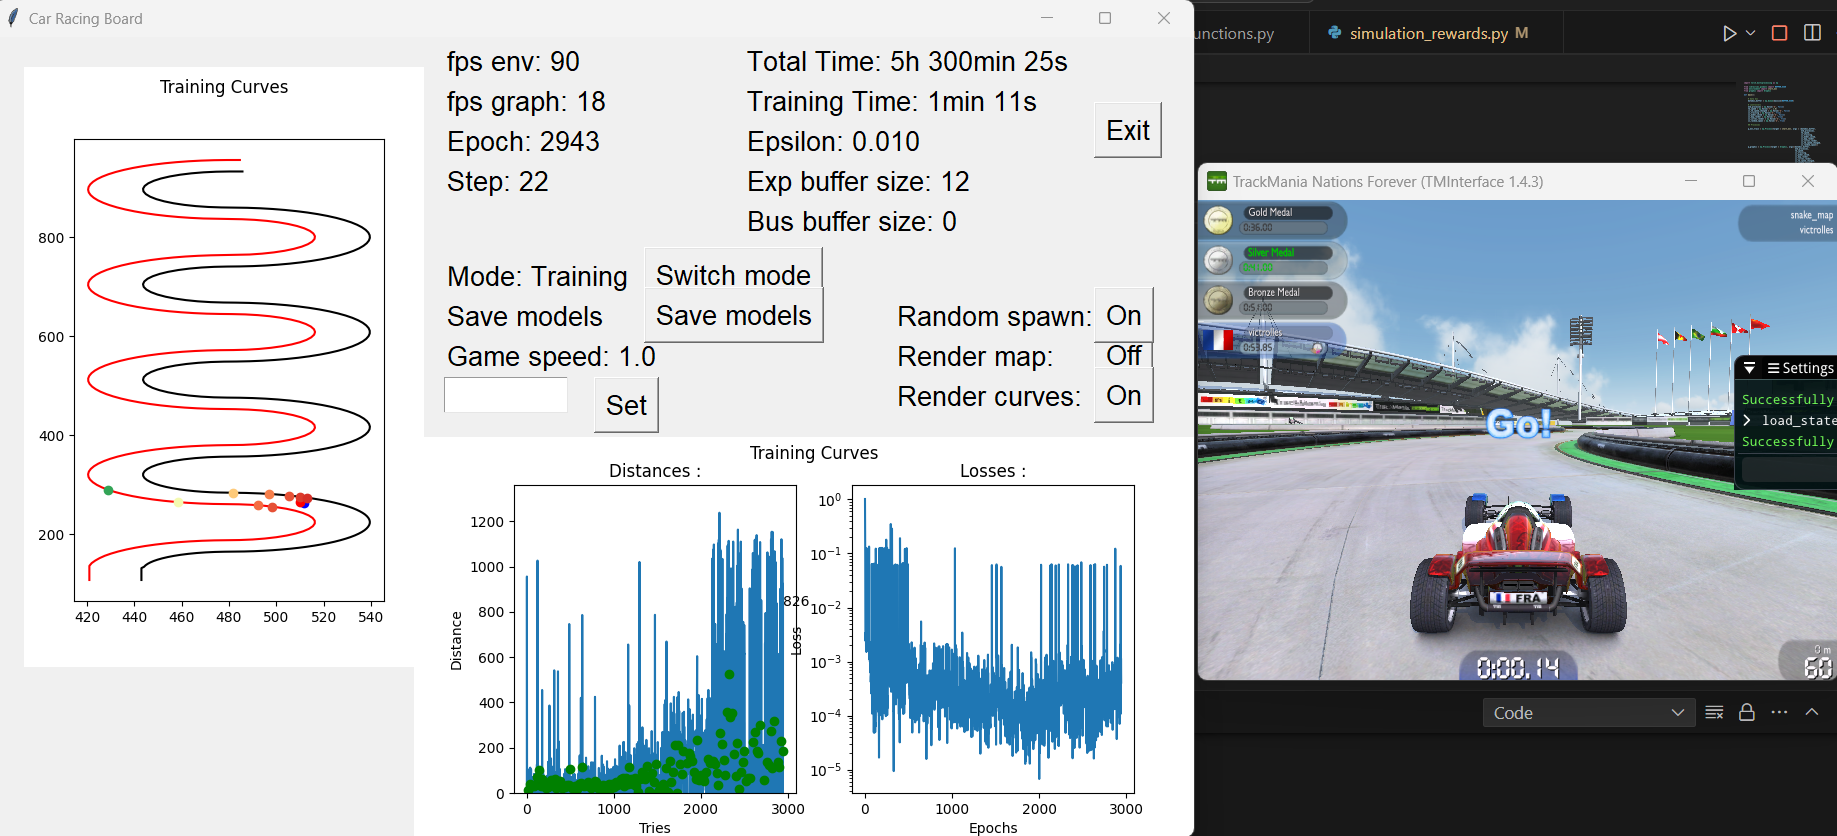 Car Racing Board
Training Curves
800
600
400
200
420 440 460 480 500 520 540
fps env: 90
fps graph: 18
Epoch: 2943
Step: 22
Total Time: 5h 300min 25s
Training Time: 1min 11s
Epsilon: 0.010
Exp buffer size: 12
Bus buffer size: 0
Exit
Mode: Training
Switch mode
Save models
Save models
Game speed: 1.0
Set
Random spawn:
On
Render map:
Off
Render curves:
On
Training Curves
Distances :
1200
1000
800
600
400
200
0
Distance
0 1000 2000 3000
Tries
826
Losses :
10⁰
10⁻¹
10⁻²
10⁻³
10⁻⁴
10⁻⁵
Loss
0 1000 2000 3000
Epochs
unctions.py
simulation_rewards.py M
TrackMania Nations Forever (TMInterface 1.4.3)
Gold Medal
0:36.00
Silver Medal
Bronze Medal
0:51.00
victrolles
0:53.85
snake_map
victrolles
Settings
Successfully
load_state
Successfully
Go!
FRA
0:00.14
0 m
60
Code